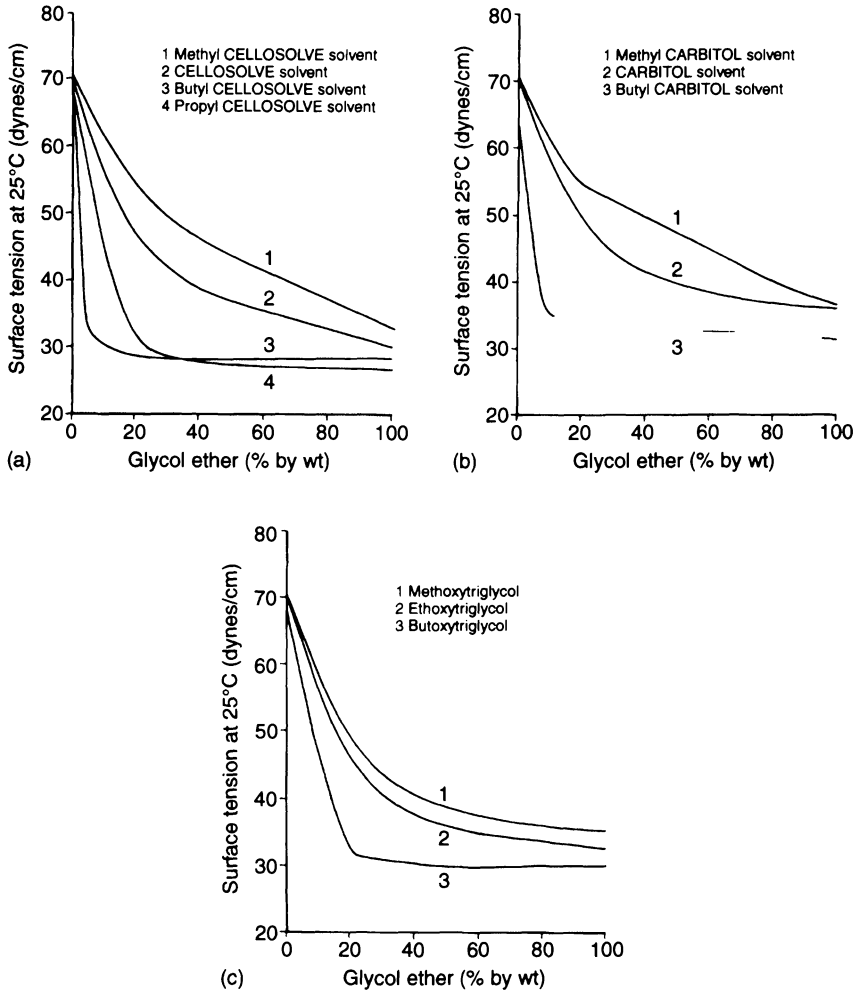 Surface tension at 25°C (dynes/cm)
80
70
60
50
40
30
20
1 Methyl CELLOSOLVE solvent
2 CELLOSOLVE solvent
3 Butyl CELLOSOLVE solvent
4 Propyl CELLOSOLVE solvent
1
2
3
4
0 20 40 60 80 100
(a) Glycol ether (% by wt)
Surface tension at 25°C (dynes/cm)
80
70
60
50
40
30
20
1 Methyl CARBITOL solvent
2 CARBITOL solvent
3 Butyl CARBITOL solvent
1
2
3
0 20 40 60 80 100
(b) Glycol ether (% by wt)
Surface tension at 25°C (dynes/cm)
80
70
60
50
40
30
20
1 Methoxytriglycol
2 Ethoxytriglycol
3 Butoxytriglycol
1
2
3
0 20 40 60 80 100
(c) Glycol ether (% by wt)